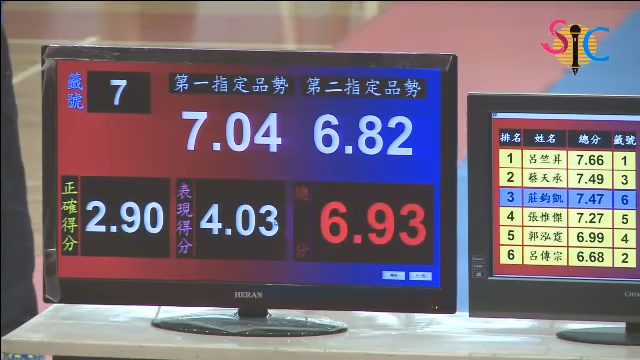 SIC
籤號 7 第一指定品勢 第二指定品勢
7.04 6.82
正確得分 2.90 表現得分 4.03 總分 6.93
HERAN
排名 姓名 總分 籤號
1 呂竺昇 7.66 1
2 蔡天承 7.49 3
3 莊鈞凱 7.47 6
4 張惟傑 7.27 5
5 郭泓霆 6.99 4
6 呂傳宗 6.68 2